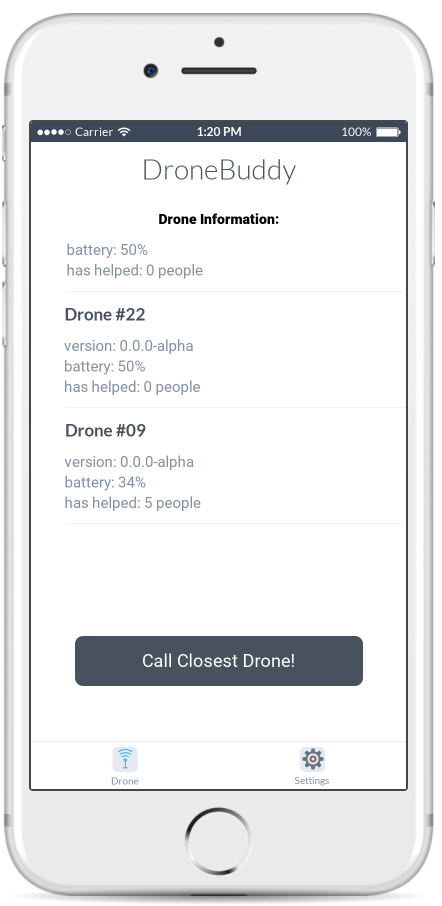 Carrier 1:20 PM 100%
DroneBuddy
Drone Information:
battery: 50%
has helped: 0 people
Drone #22
version: 0.0.0-alpha
battery: 50%
has helped: 0 people
Drone #09
version: 0.0.0-alpha
battery: 34%
has helped: 5 people
Call Closest Drone!
Drone Settings